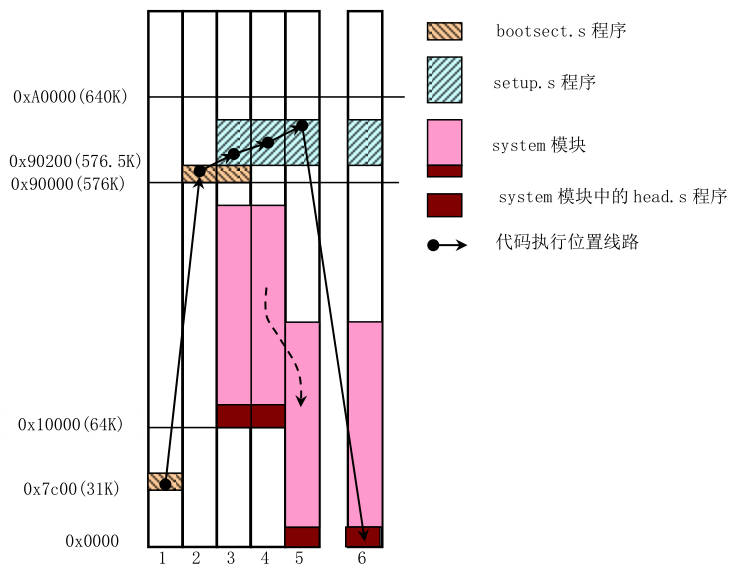 bootsect.s 程序
setup.s 程序
system 模块
system 模块中的 head.s 程序
代码执行位置线路
0xA0000(640K)
0x90200(576.5K)
0x90000(576K)
0x10000(64K)
0x7c00(31K)
0x0000
1 2 3 4 5 6